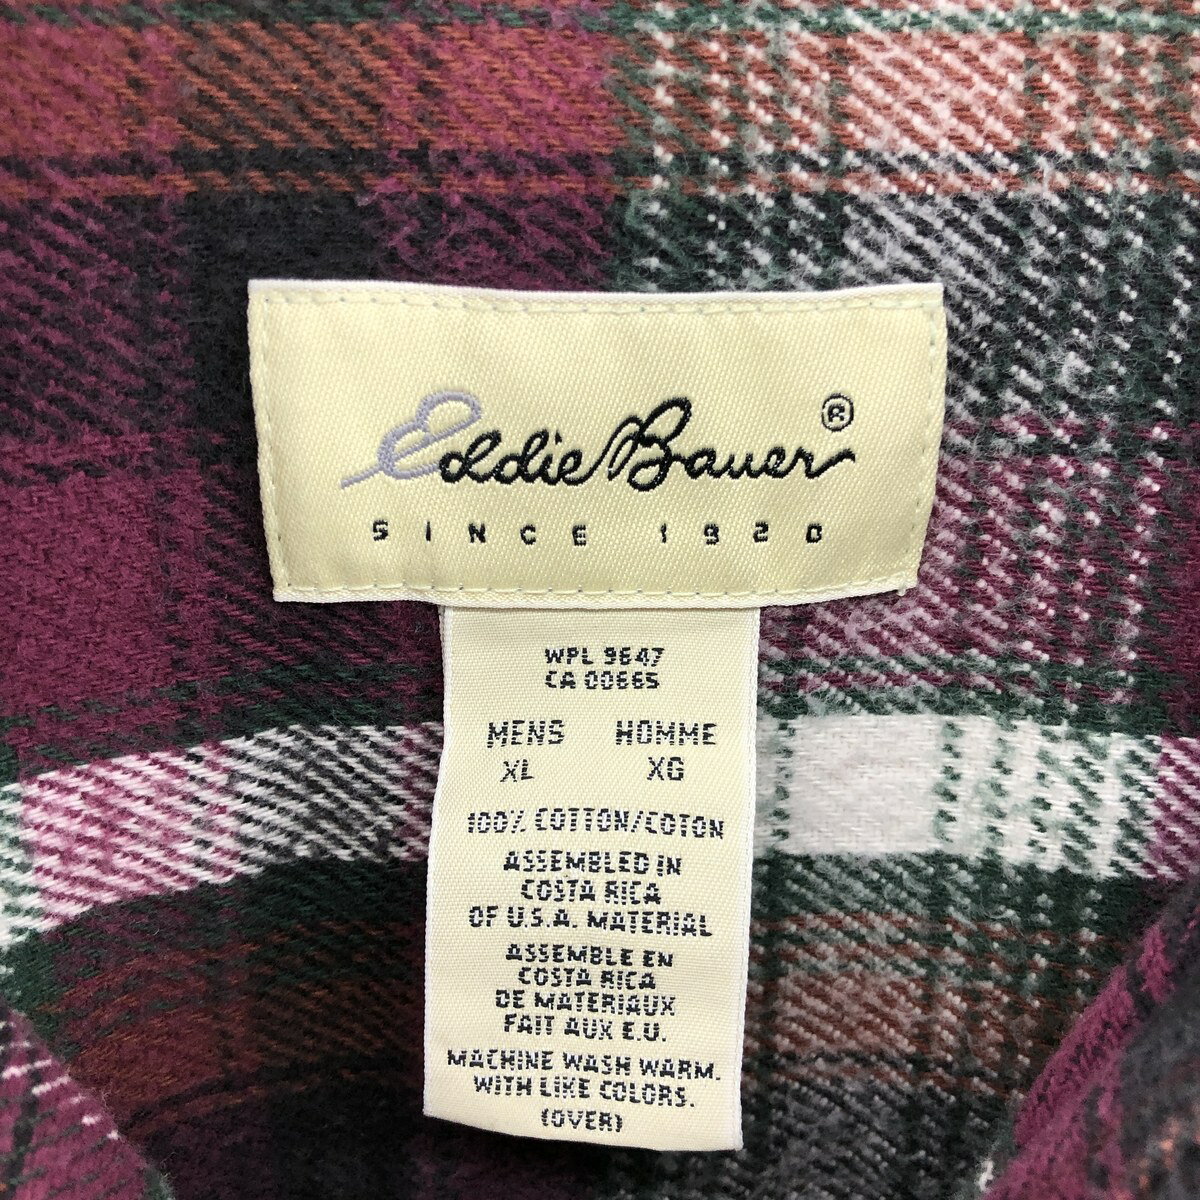 Eddie Bauer®
SINCE 1920
WPL 9647
CA 00665
MENS HOMME
XL XG
100% COTTON/COTON
ASSEMBLED IN
COSTA RICA
OF U.S.A. MATERIAL
ASSEMBLE EN
COSTA RICA
DE MATERIAUX
FAIT AUX E.U.
MACHINE WASH WARM.
WITH LIKE COLORS.
(OVER)